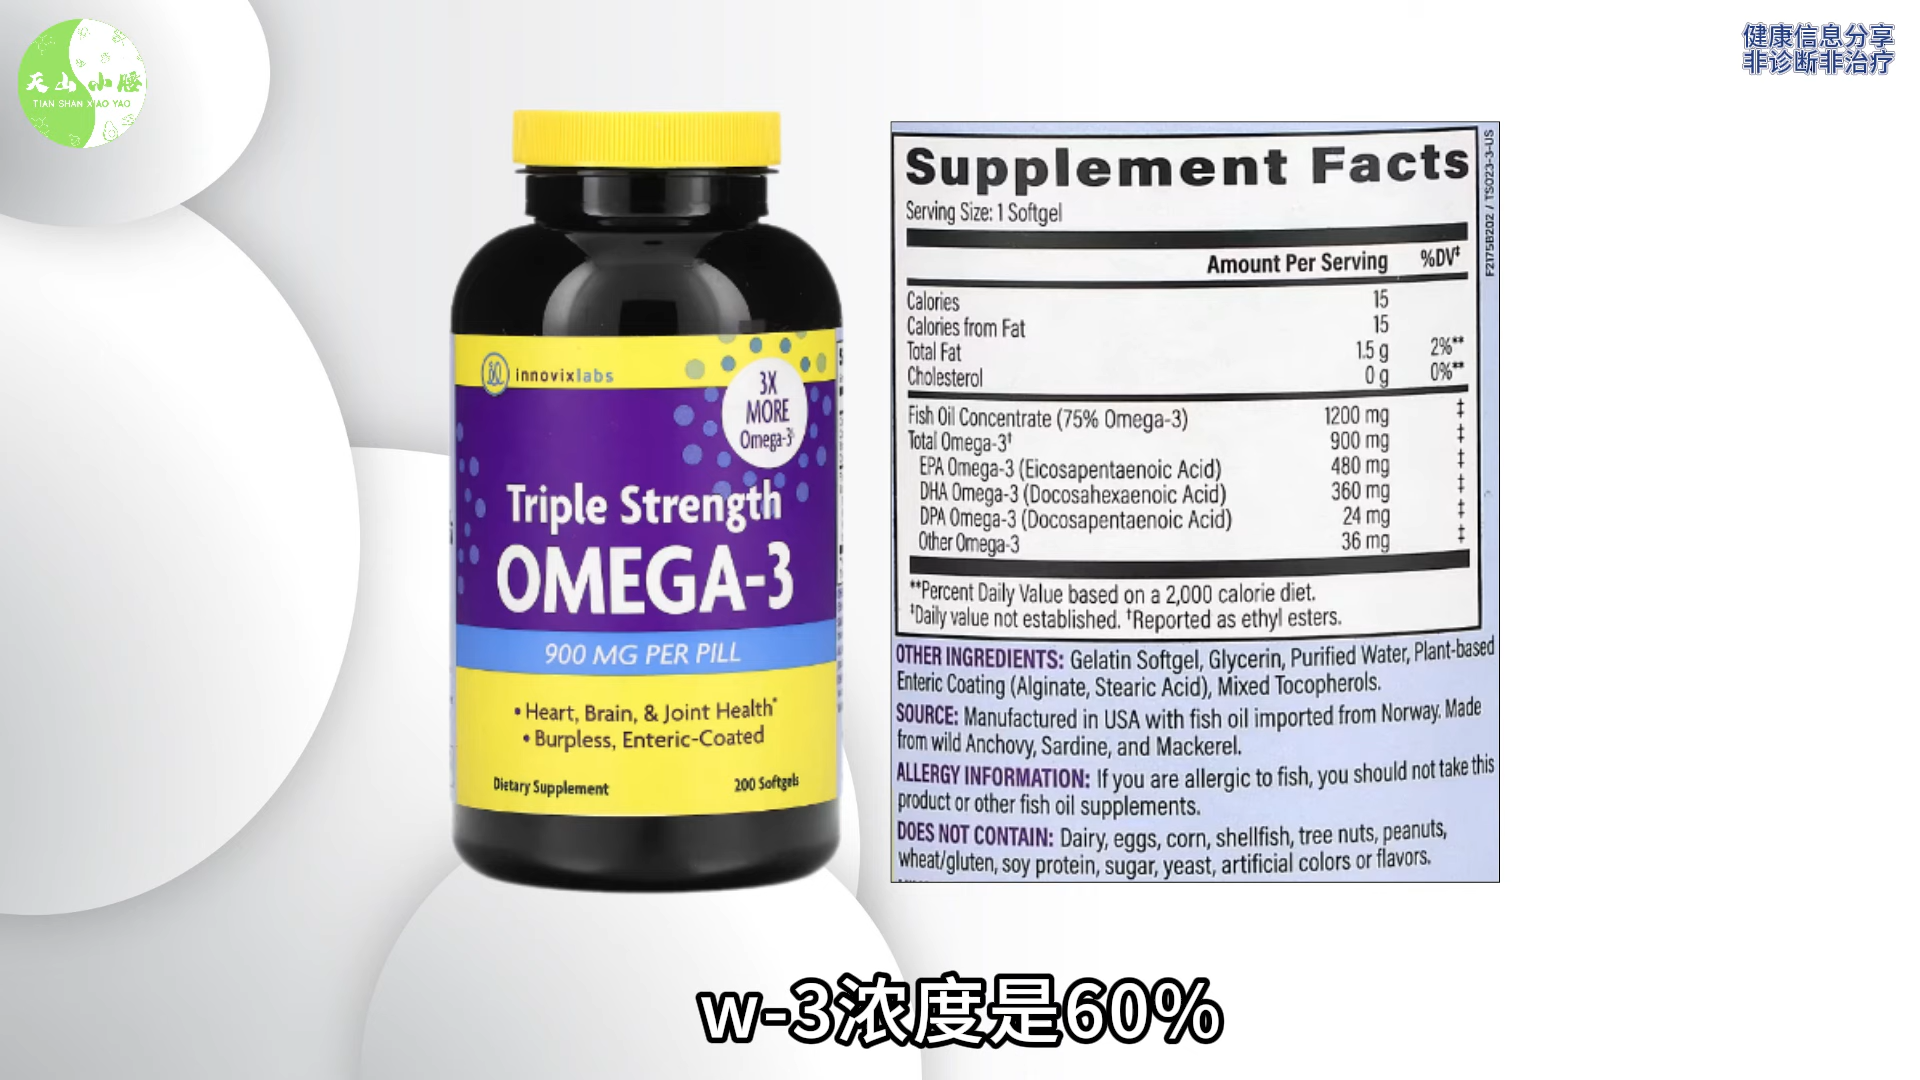 天山小腰
TIAN SHAN XIAO YAO
健康信息分享
非诊断非治疗
innovixlabs
3X
MORE
Omega-3
Triple Strength
OMEGA-3
900 MG PER PILL
• Heart, Brain, & Joint Health*
• Burpless, Enteric-Coated
Dietary Supplement 200 Softgels
Supplement Facts
Serving Size: 1 Softgel
Amount Per Serving %DV‡
Calories 15
Calories from Fat 15
Total Fat 1.5 g 2%**
Cholesterol 0 g 0%**
Fish Oil Concentrate (75% Omega-3) 1200 mg ‡
Total Omega-3† 900 mg ‡
EPA Omega-3 (Eicosapentaenoic Acid) 480 mg ‡
DHA Omega-3 (Docosahexaenoic Acid) 360 mg ‡
DPA Omega-3 (Docosapentaenoic Acid) 24 mg ‡
Other Omega-3 36 mg ‡
**Percent Daily Value based on a 2,000 calorie diet.
‡Daily value not established. †Reported as ethyl esters.
F2175B202 / TS023-3-US
OTHER INGREDIENTS: Gelatin Softgel, Glycerin, Purified Water, Plant-based
Enteric Coating (Alginate, Stearic Acid), Mixed Tocopherols.
SOURCE: Manufactured in USA with fish oil imported from Norway. Made
from wild Anchovy, Sardine, and Mackerel.
ALLERGY INFORMATION: If you are allergic to fish, you should not take this
product or other fish oil supplements.
DOES NOT CONTAIN: Dairy, eggs, corn, shellfish, tree nuts, peanuts,
wheat/gluten, soy protein, sugar, yeast, artificial colors or flavors.
w-3浓度是60%